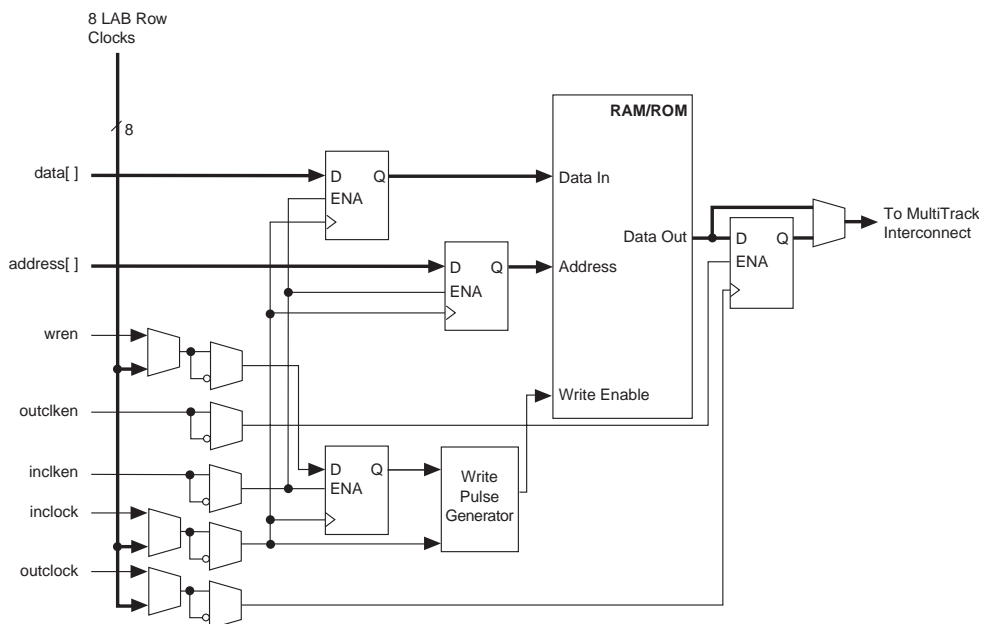 8 LAB Row
Clocks
8
RAM/ROM
data[ ]
D Q
ENA
Data In
Data Out
D Q
ENA
To MultiTrack
Interconnect
address[ ]
D Q
ENA
Address
wren
Write Enable
outclken
inclken
D Q
ENA
Write
Pulse
Generator
inclock
outclock